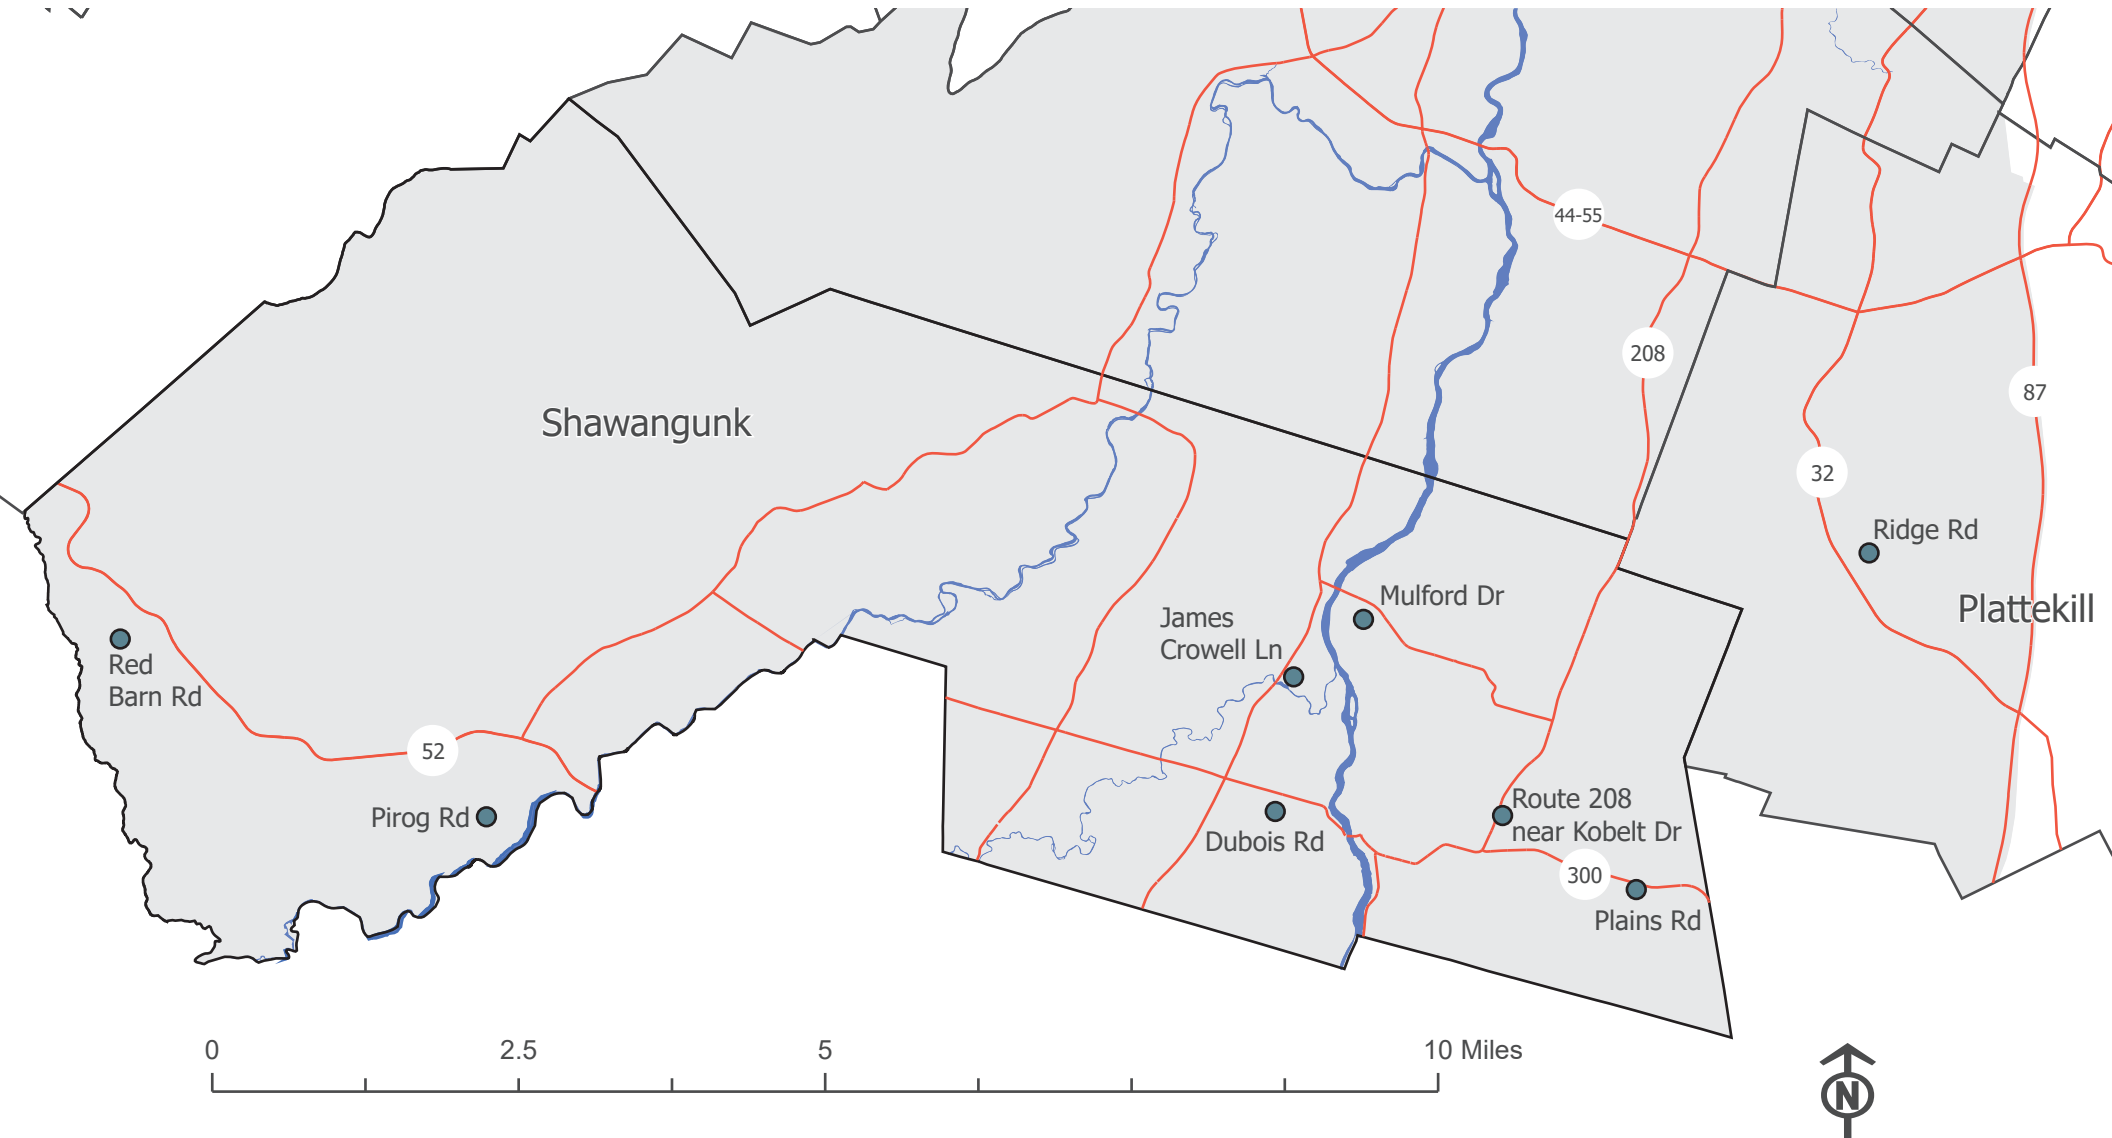 44-55
208
87
Shawangunk
32
Ridge Rd
Mulford Dr
Plattekill
James
Crowell Ln
Red
Barn Rd
52
Pirog Rd
Route 208
near Kobelt Dr
Dubois Rd
300
Plains Rd
0 2.5 5 10 Miles
N